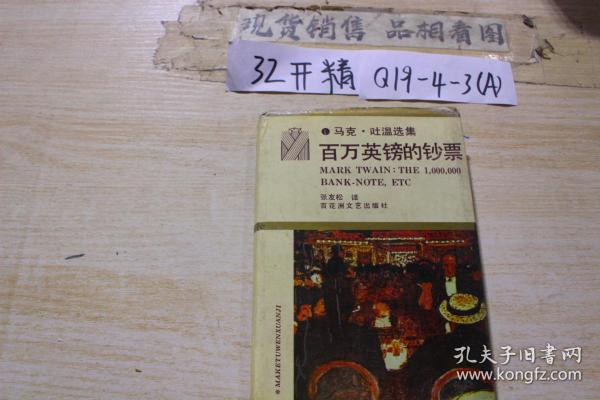 现货销售 品相看图
32开精 Q19-4-3(A)
① 马克·吐温选集
百万英镑的钞票
MARK TWAIN: THE 1,000,000
BANK-NOTE, ETC
张友松 译
百花洲文艺出版社
MAKETUWENXUANJI
孔夫子旧书网
www.kongfz.com